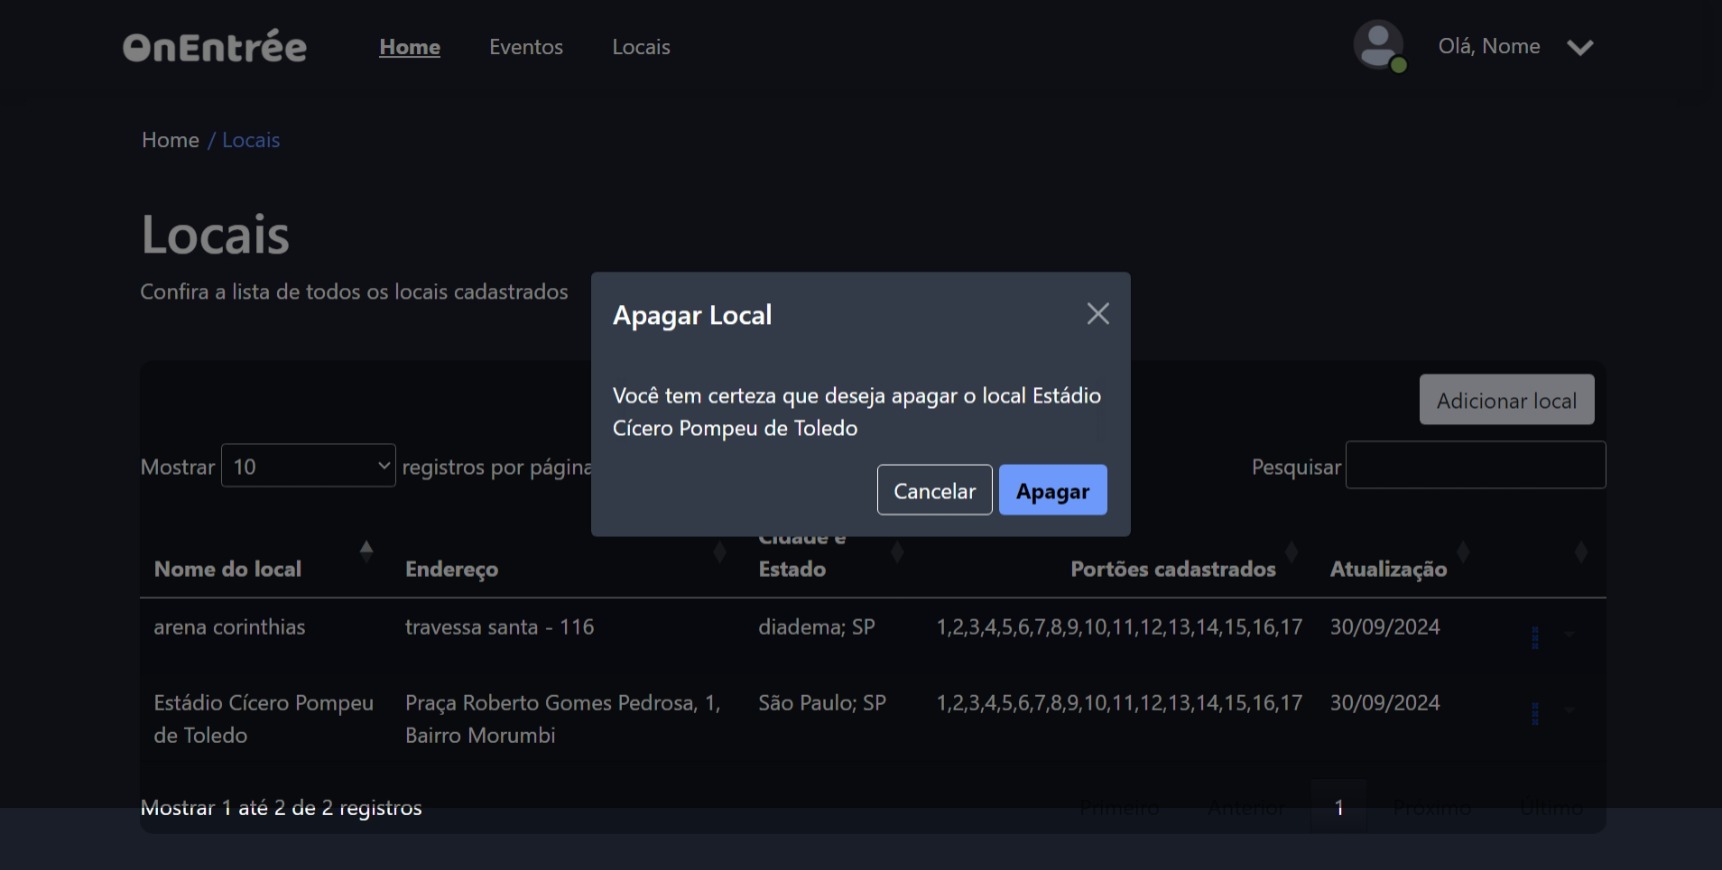 OnEntrée
Home Eventos Locais
Olá, Nome
Home / Locais
Locais
Confira a lista de todos os locais cadastrados
Apagar Local
Você tem certeza que deseja apagar o local Estádio
Cícero Pompeu de Toledo
Cancelar Apagar
Adicionar local
Mostrar 10 registros por página
Pesquisar
Nome do local Endereço Cidade e
Estado Portões cadastrados Atualização
arena corinthias travessa santa - 116 diadema; SP 1,2,3,4,5,6,7,8,9,10,11,12,13,14,15,16,17 30/09/2024
Estádio Cícero Pompeu Praça Roberto Gomes Pedrosa, 1, São Paulo; SP 1,2,3,4,5,6,7,8,9,10,11,12,13,14,15,16,17 30/09/2024
de Toledo Bairro Morumbi
Mostrar 1 até 2 de 2 registros Primeiro Anterior 1 Próximo Último